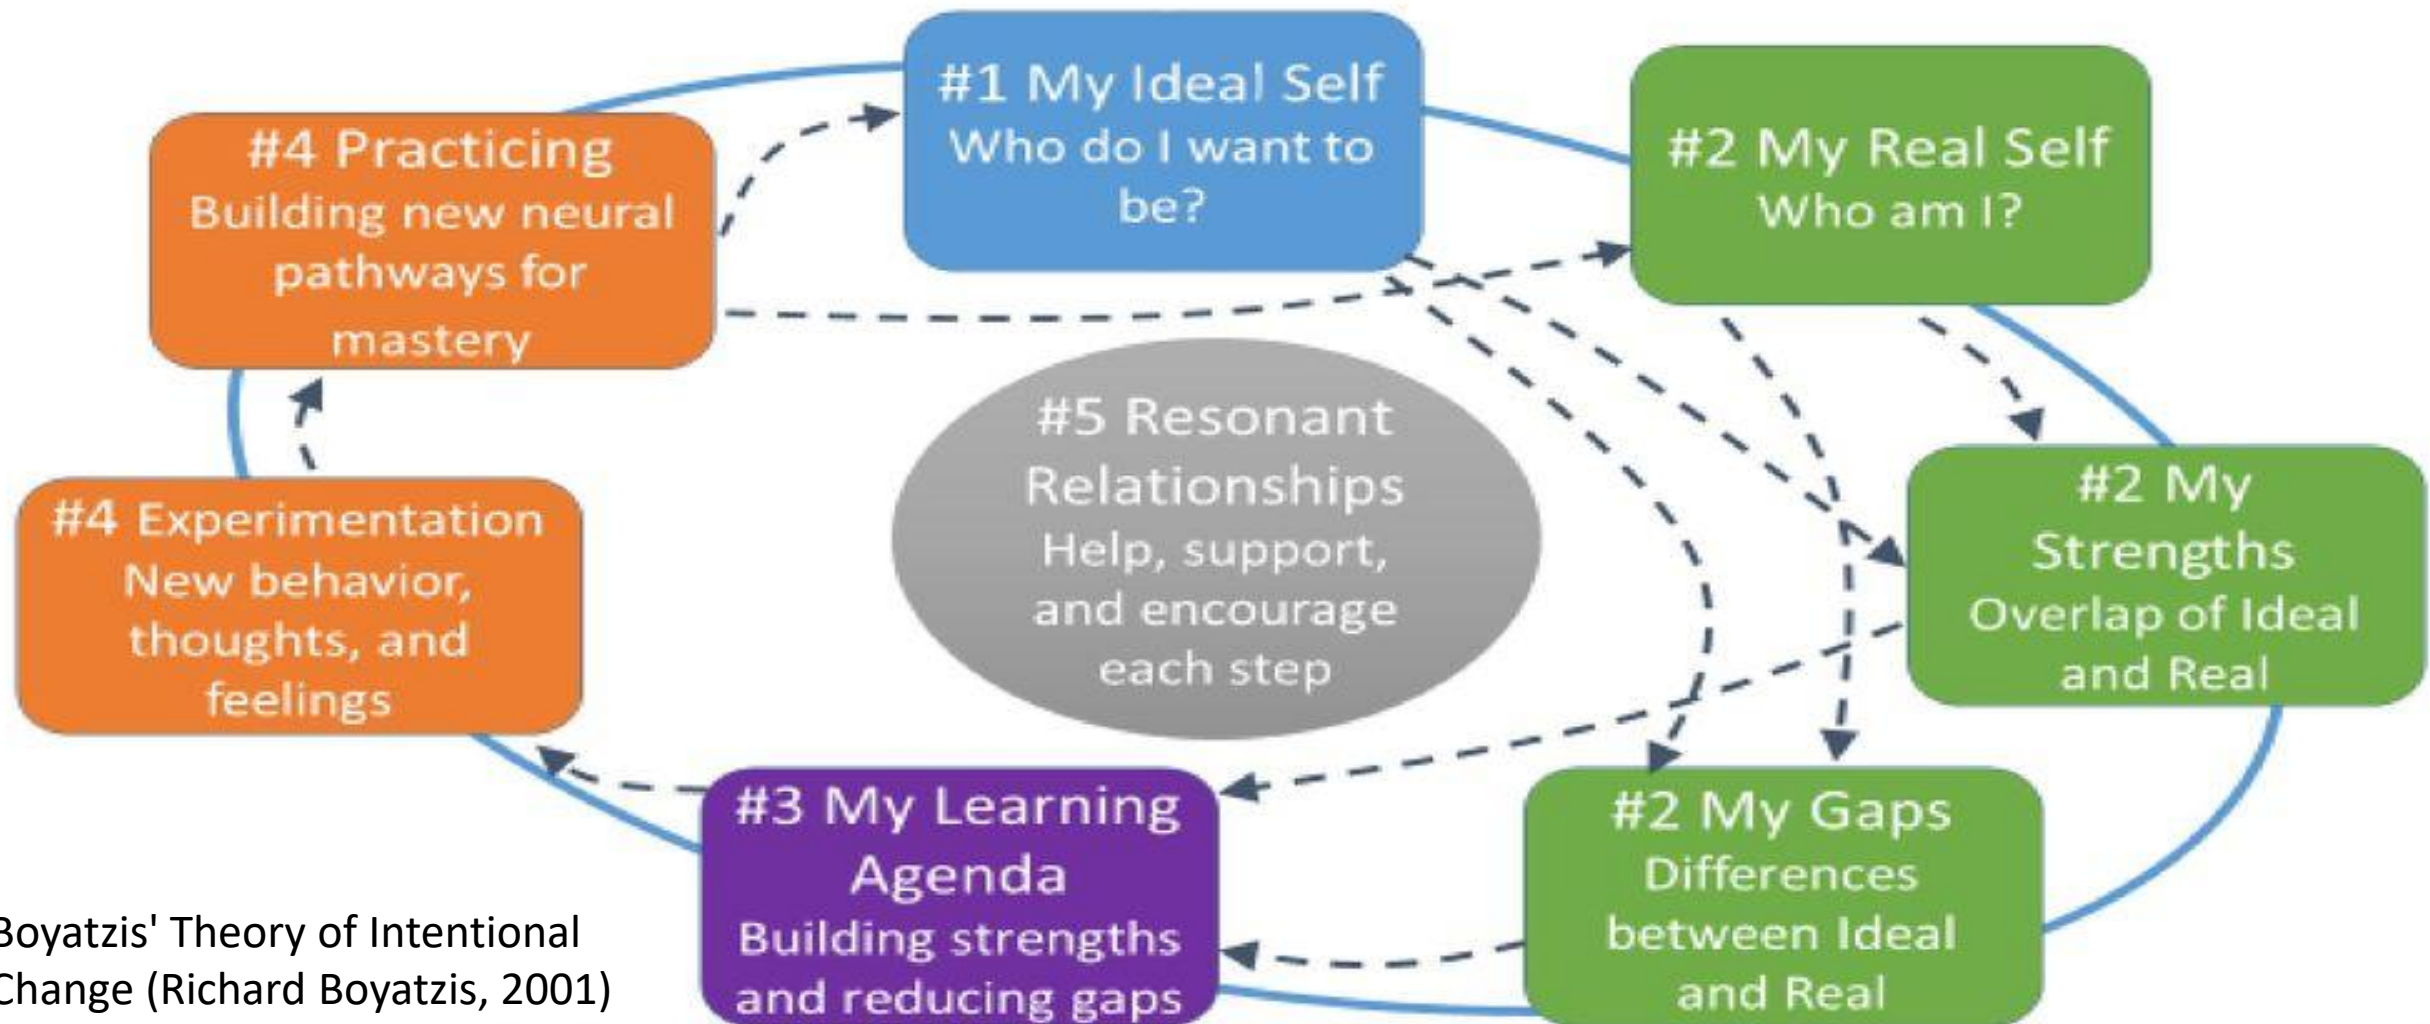 #1 My Ideal Self
Who do I want to
be?
#2 My Real Self
Who am I?
#2 My
Strengths
Overlap of Ideal
and Real
#2 My Gaps
Differences
between Ideal
and Real
#3 My Learning
Agenda
Building strengths
and reducing gaps
#4 Experimentation
New behavior,
thoughts, and
feelings
#4 Practicing
Building new neural
pathways for
mastery
#5 Resonant
Relationships
Help, support,
and encourage
each step
Boyatzis' Theory of Intentional
Change (Richard Boyatzis, 2001)